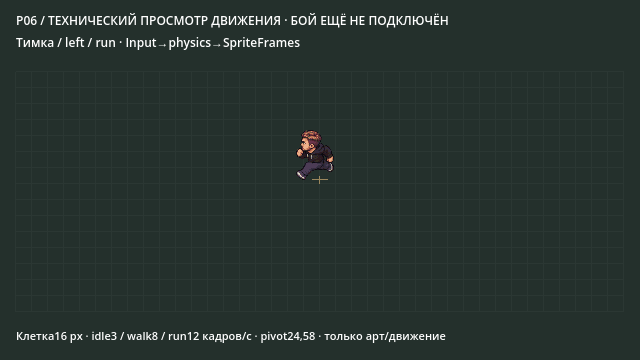 P06 / ТЕХНИЧЕСКИЙ ПРОСМОТР ДВИЖЕНИЯ · БОЙ ЕЩЁ НЕ ПОДКЛЮЧЁН
Тимка / left / run · Input→physics→SpriteFrames
Клетка16 px · idle3 / walk8 / run12 кадров/с · pivot24,58 · только арт/движение